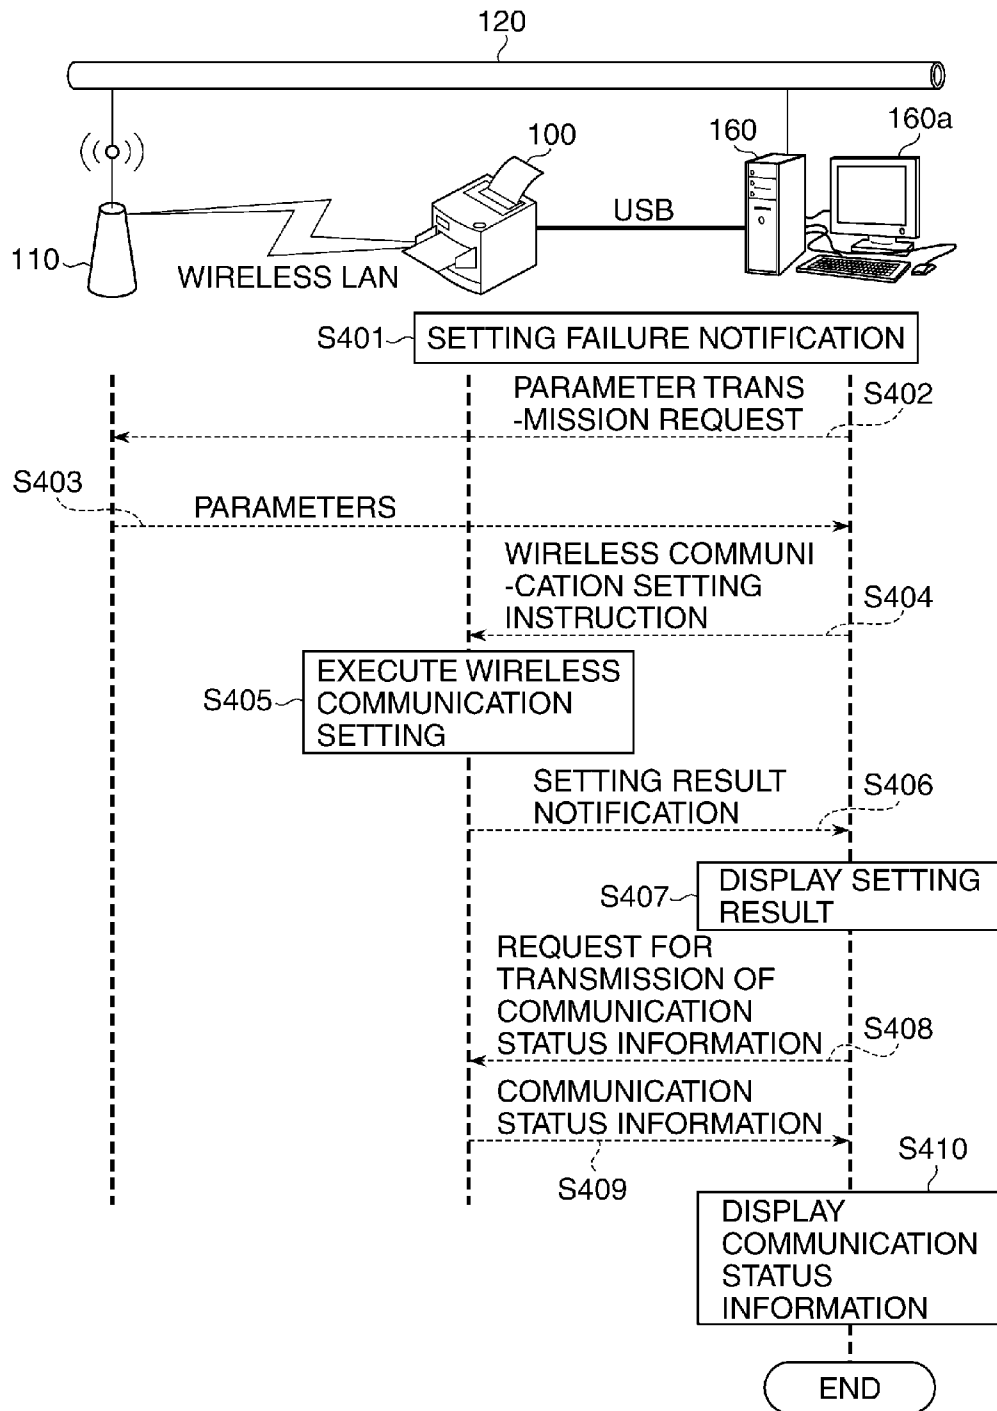 120
100
160
160a
USB
110
WIRELESS LAN
S401
SETTING FAILURE NOTIFICATION
PARAMETER TRANS
-MISSION REQUEST
S402
S403
PARAMETERS
WIRELESS COMMUNI
-CATION SETTING
INSTRUCTION
S404
S405
EXECUTE WIRELESS
COMMUNICATION
SETTING
SETTING RESULT
NOTIFICATION
S406
S407
DISPLAY SETTING
RESULT
REQUEST FOR
TRANSMISSION OF
COMMUNICATION
STATUS INFORMATION
S408
COMMUNICATION
STATUS INFORMATION
S409
S410
DISPLAY
COMMUNICATION
STATUS
INFORMATION
END